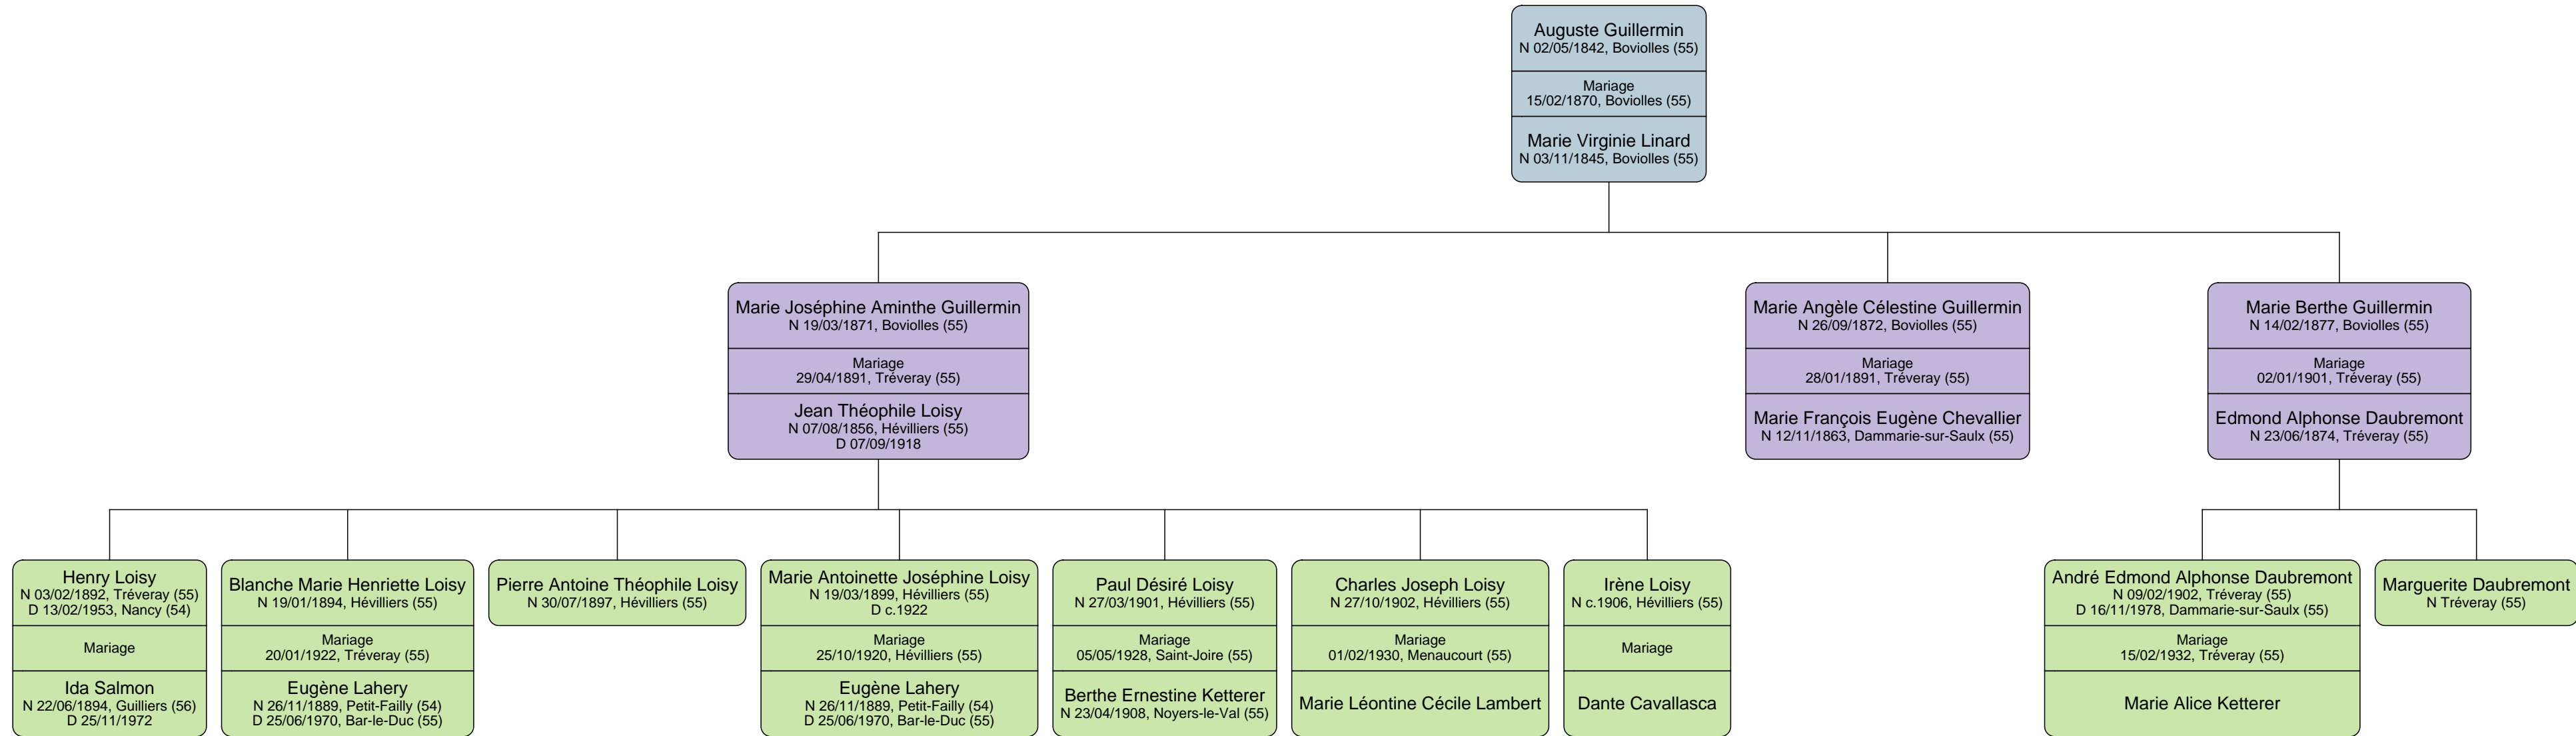 Auguste Guillermin
N 02/05/1842, Boviolles (55)
Mariage
15/02/1870, Boviolles (55)
Marie Virginie Linard
N 03/11/1845, Boviolles (55)
Marie Joséphine Aminthe Guillermin
N 19/03/1871, Boviolles (55)
Mariage
29/04/1891, Tréveray (55)
Jean Théophile Loisy
N 07/08/1856, Hévilliers (55)
D 07/09/1918
Marie Angèle Célestine Guillermin
N 26/09/1872, Boviolles (55)
Mariage
28/01/1891, Tréveray (55)
Marie François Eugène Chevallier
N 12/11/1863, Dammarie-sur-Saulx (55)
Marie Berthe Guillermin
N 14/02/1877, Boviolles (55)
Mariage
02/01/1901, Tréveray (55)
Edmond Alphonse Daubremont
N 23/06/1874, Tréveray (55)
Henry Loisy
N 03/02/1892, Tréveray (55)
D 13/02/1953, Nancy (54)
Mariage
Ida Salmon
N 22/06/1894, Guilliers (56)
D 25/11/1972
Blanche Marie Henriette Loisy
N 19/01/1894, Hévilliers (55)
Mariage
20/01/1922, Tréveray (55)
Eugène Lahery
N 26/11/1889, Petit-Failly (54)
D 25/06/1970, Bar-le-Duc (55)
Pierre Antoine Théophile Loisy
N 30/07/1897, Hévilliers (55)
Marie Antoinette Joséphine Loisy
N 19/03/1899, Hévilliers (55)
D c.1922
Mariage
25/10/1920, Hévilliers (55)
Eugène Lahery
N 26/11/1889, Petit-Failly (54)
D 25/06/1970, Bar-le-Duc (55)
Paul Désiré Loisy
N 27/03/1901, Hévilliers (55)
Mariage
05/05/1928, Saint-Joire (55)
Berthe Ernestine Ketterer
N 23/04/1908, Noyers-le-Val (55)
Charles Joseph Loisy
N 27/10/1902, Hévilliers (55)
Mariage
01/02/1930, Menaucourt (55)
Marie Léontine Cécile Lambert
Irène Loisy
N c.1906, Hévilliers (55)
Mariage
Dante Cavallasca
André Edmond Alphonse Daubremont
N 09/02/1902, Tréveray (55)
D 16/11/1978, Dammarie-sur-Saulx (55)
Mariage
15/02/1932, Tréveray (55)
Marie Alice Ketterer
Marguerite Daubremont
N Tréveray (55)